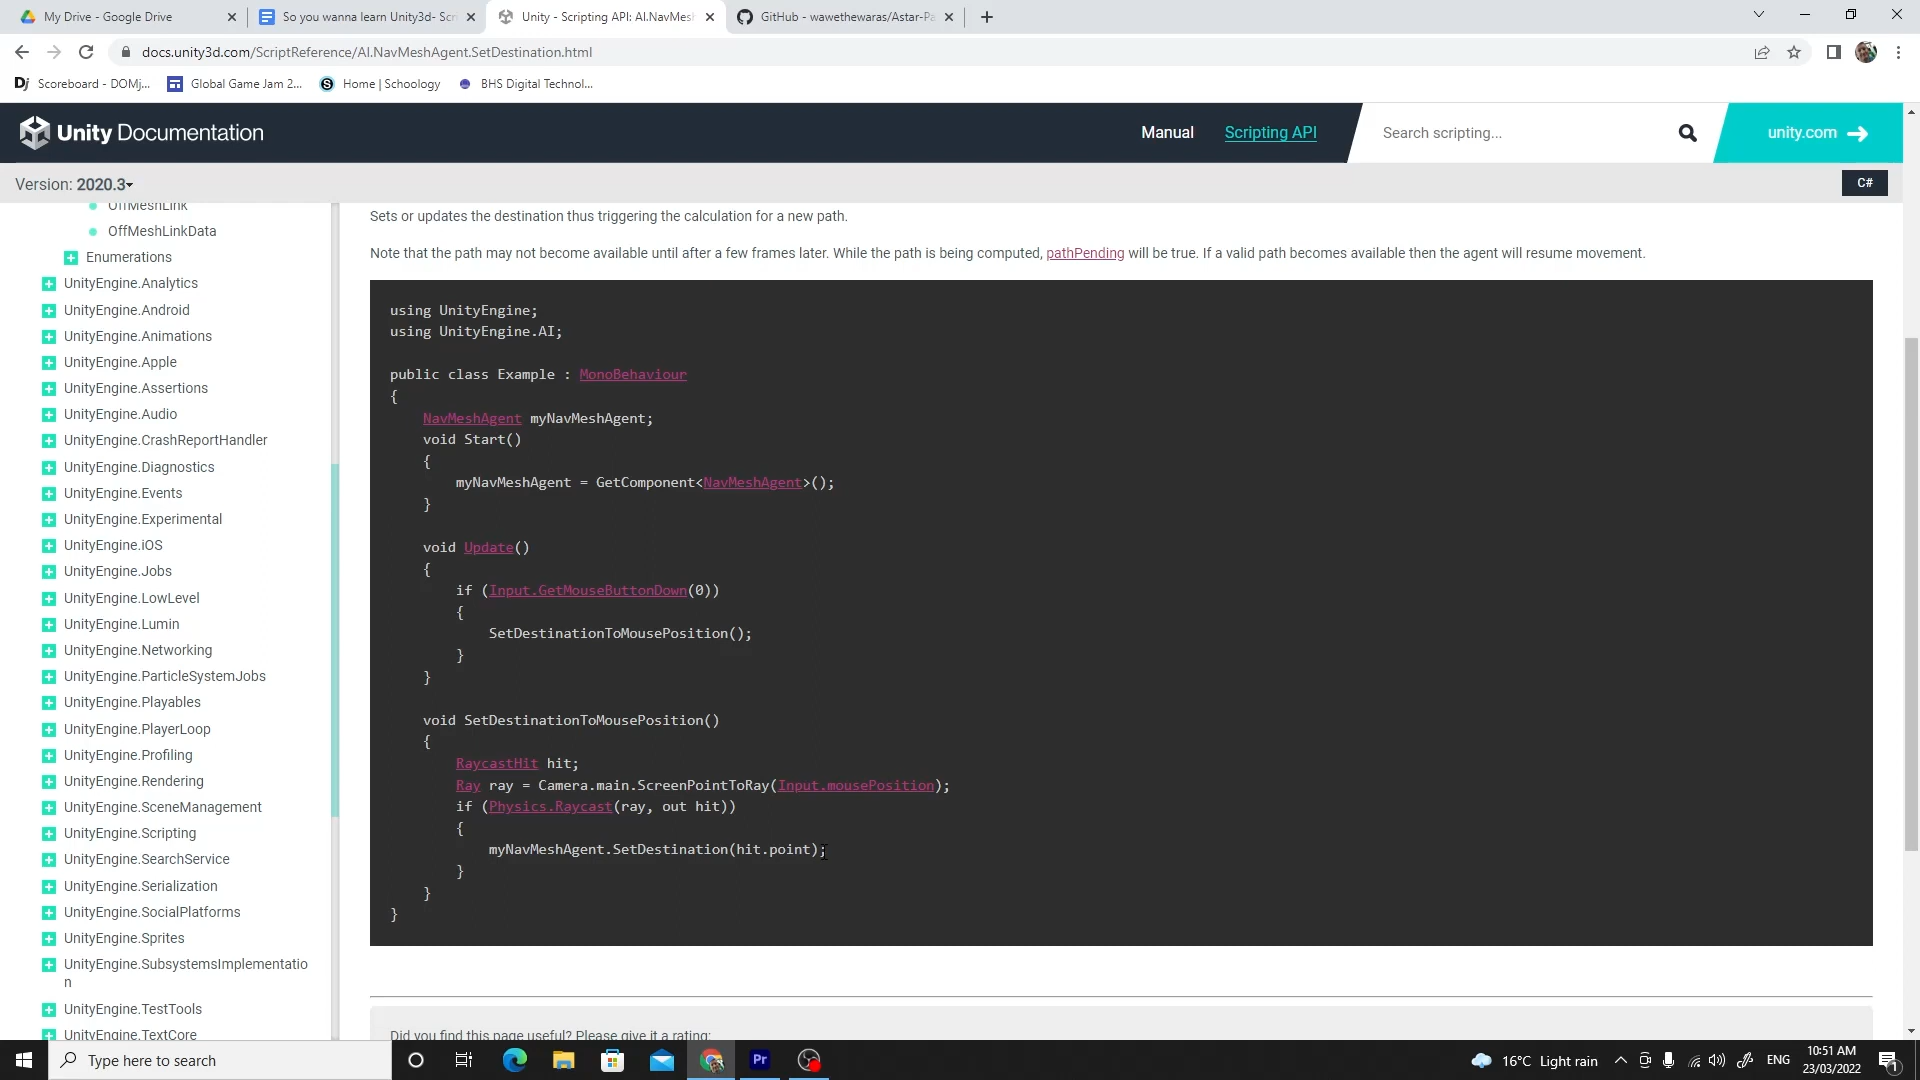 My Drive - Google Drive
So you wanna learn Unity3d- Scr
Unity - Scripting API: AI.NavMesh
GitHub - wawethewaras/Astar-Pa
docs.unity3d.com/ScriptReference/AI.NavMeshAgent.SetDestination.html
Dj Scoreboard - DOMj...
Global Game Jam 2...
S Home | Schoology
BHS Digital Technol...
Unity Documentation
Manual
Scripting API
Search scripting...
unity.com
Version: 2020.3
C#
OffMeshLink
OffMeshLinkData
Enumerations
UnityEngine.Analytics
UnityEngine.Android
UnityEngine.Animations
UnityEngine.Apple
UnityEngine.Assertions
UnityEngine.Audio
UnityEngine.CrashReportHandler
UnityEngine.Diagnostics
UnityEngine.Events
UnityEngine.Experimental
UnityEngine.iOS
UnityEngine.Jobs
UnityEngine.LowLevel
UnityEngine.Lumin
UnityEngine.Networking
UnityEngine.ParticleSystemJobs
UnityEngine.Playables
UnityEngine.PlayerLoop
UnityEngine.Profiling
UnityEngine.Rendering
UnityEngine.SceneManagement
UnityEngine.Scripting
UnityEngine.SearchService
UnityEngine.Serialization
UnityEngine.SocialPlatforms
UnityEngine.Sprites
UnityEngine.SubsystemsImplementatio
n
UnityEngine.TestTools
UnityEngine.TextCore
Sets or updates the destination thus triggering the calculation for a new path.
Note that the path may not become available until after a few frames later. While the path is being computed, pathPending will be true. If a valid path becomes available then the agent will resume movement.
using UnityEngine;
using UnityEngine.AI;
public class Example : MonoBehaviour
{
NavMeshAgent myNavMeshAgent;
void Start()
{
myNavMeshAgent = GetComponent<NavMeshAgent>();
}
void Update()
{
if (Input.GetMouseButtonDown(0))
{
SetDestinationToMousePosition();
}
}
void SetDestinationToMousePosition()
{
RaycastHit hit;
Ray ray = Camera.main.ScreenPointToRay(Input.mousePosition);
if (Physics.Raycast(ray, out hit))
{
myNavMeshAgent.SetDestination(hit.point);
}
}
}
Did you find this page useful? Please give it a rating:
Type here to search
Pr
16°C Light rain
ENG
10:51 AM
23/03/2022
1